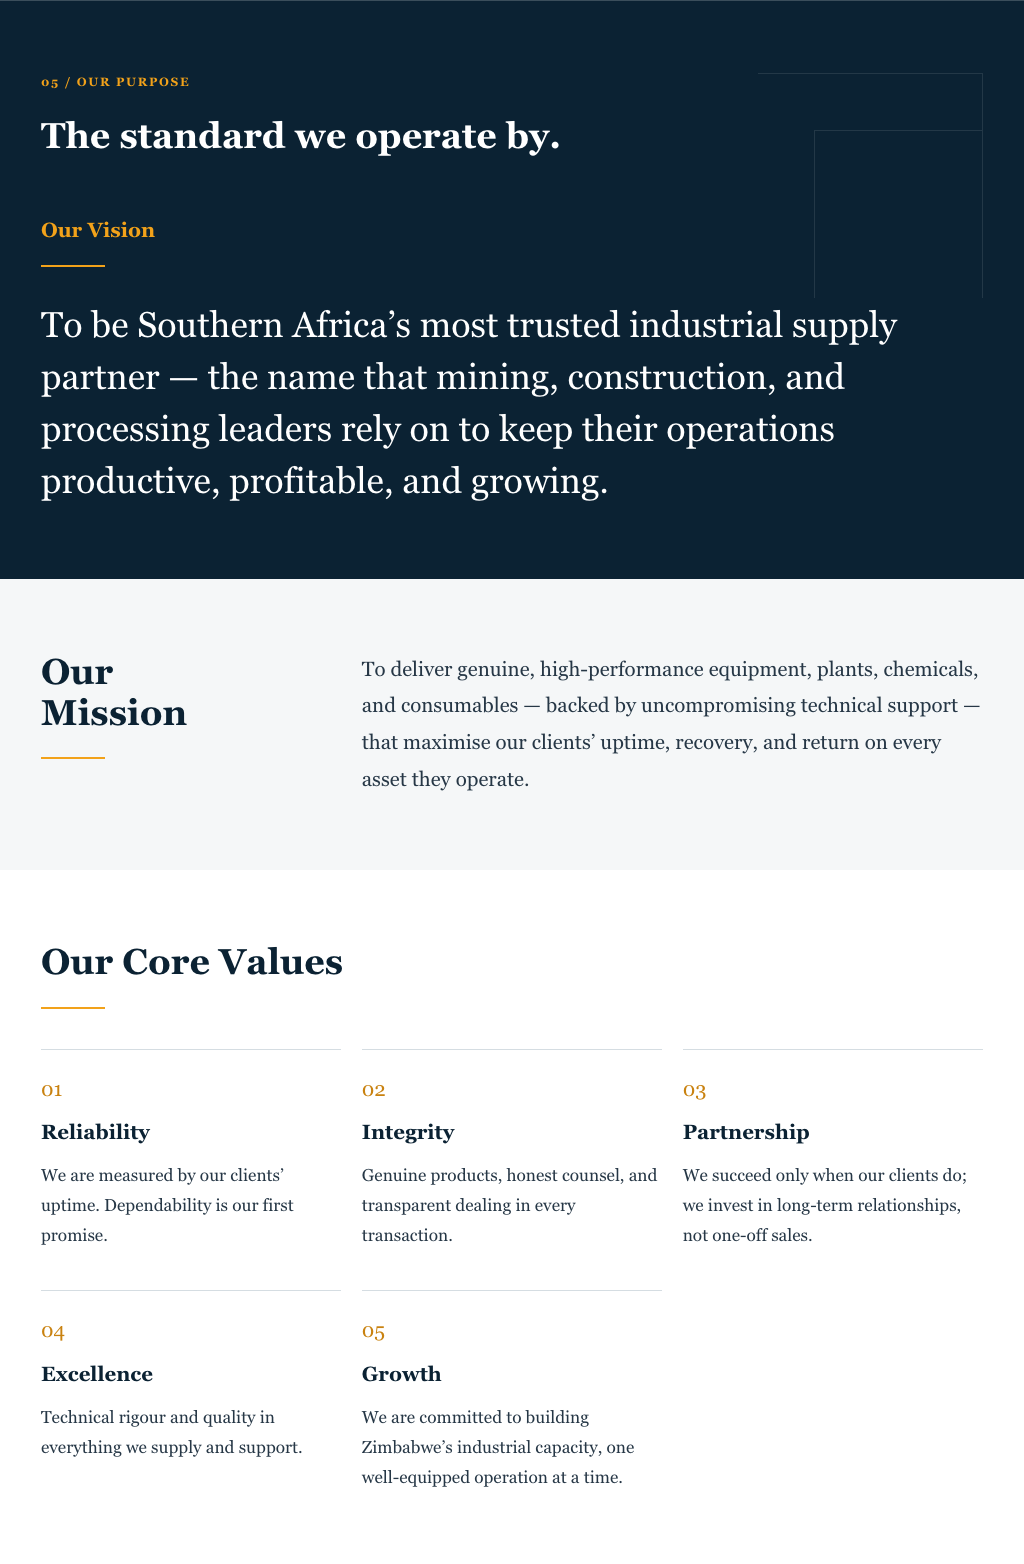 05 / OUR PURPOSE
The standard we operate by.
Our Vision
To be Southern Africa’s most trusted industrial supply
partner — the name that mining, construction, and
processing leaders rely on to keep their operations
productive, profitable, and growing.
Our
Mission
To deliver genuine, high-performance equipment, plants, chemicals,
and consumables — backed by uncompromising technical support —
that maximise our clients’ uptime, recovery, and return on every
asset they operate.
Our Core Values
01
Reliability
We are measured by our clients’
uptime. Dependability is our first
promise.
02
Integrity
Genuine products, honest counsel, and
transparent dealing in every
transaction.
03
Partnership
We succeed only when our clients do;
we invest in long-term relationships,
not one-off sales.
04
Excellence
Technical rigour and quality in
everything we supply and support.
05
Growth
We are committed to building
Zimbabwe’s industrial capacity, one
well-equipped operation at a time.